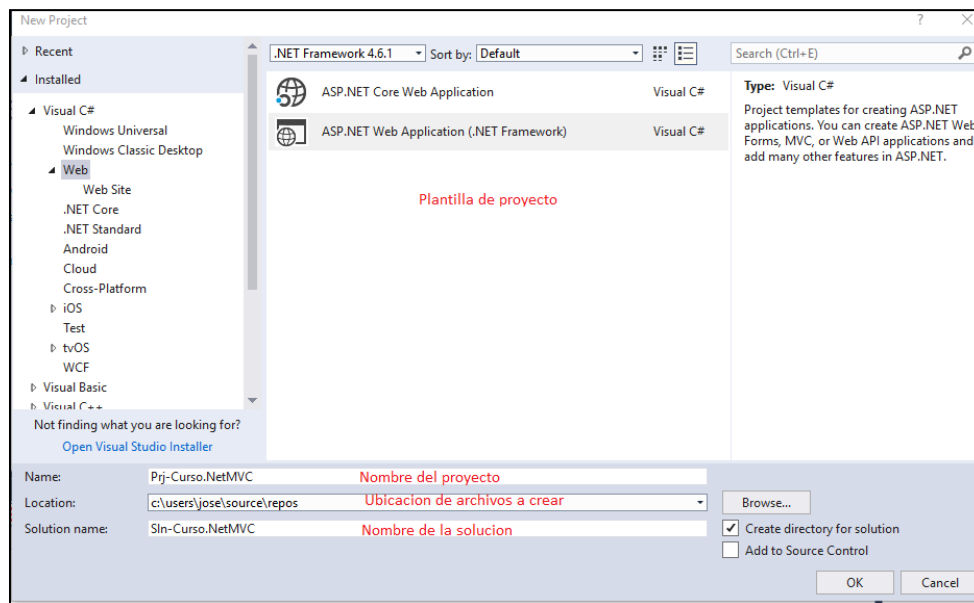 New Project
Recent
Installed
Visual C#
Windows Universal
Windows Classic Desktop
Web
Web Site
.NET Core
.NET Standard
Android
Cloud
Cross-Platform
iOS
Test
tvOS
WCF
Visual Basic
Visual C++
Not finding what you are looking for?
Open Visual Studio Installer
.NET Framework 4.6.1
Sort by: Default
ASP.NET Core Web Application Visual C#
ASP.NET Web Application (.NET Framework) Visual C#
Plantilla de proyecto
Search (Ctrl+E)
Type: Visual C#
Project templates for creating ASP.NET
applications. You can create ASP.NET Web
Forms, MVC, or Web API applications and
add many other features in ASP.NET.
Name: Prj-Curso.NetMVC Nombre del proyecto
Location: c:\users\jose\source\repos Ubicacion de archivos a crear
Browse...
Solution name: Sln-Curso.NetMVC Nombre de la solucion
Create directory for solution
Add to Source Control
OK Cancel